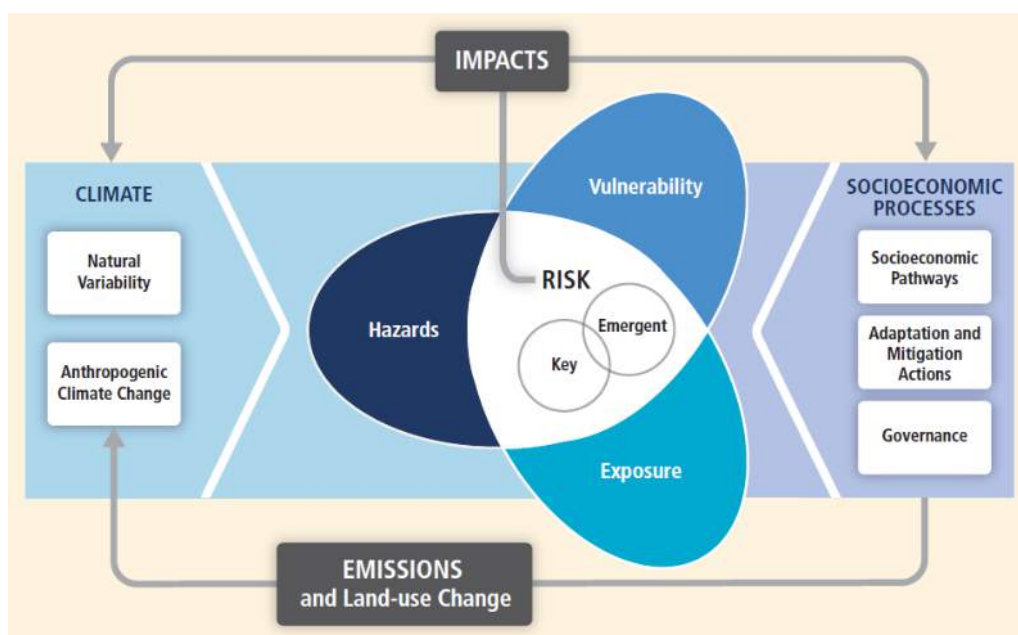 IMPACTS
CLIMATE
Natural
Variability
Anthropogenic
Climate Change
Vulnerability
Hazards
RISK
Emergent
Key
Exposure
SOCIOECONOMIC
PROCESSES
Socioeconomic
Pathways
Adaptation and
Mitigation
Actions
Governance
EMISSIONS
and Land-use Change